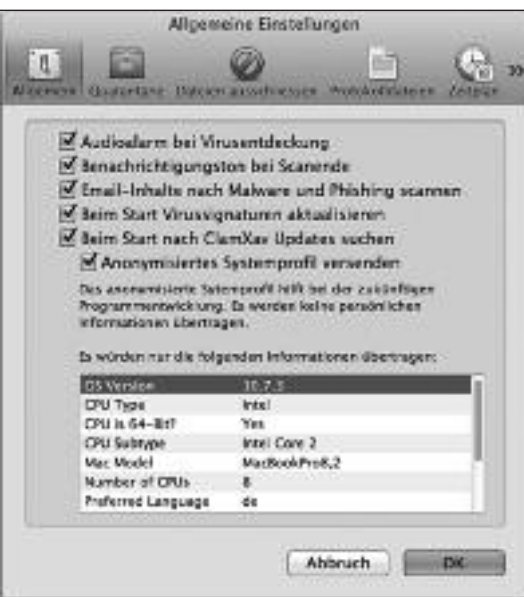 Allgemeine Einstellungen
Allgemein Quarantäne Dateien ausschliessen Protokolldateien Zeitplan »
Audioalarm bei Virusentdeckung
Benachrichtigungston bei Scanende
Email-Inhalte nach Malware und Phishing scannen
Beim Start Virussignaturen aktualisieren
Beim Start nach ClamXav Updates suchen
Anonymisiertes Systemprofil versenden
Das anonamisierte Sytemprofil hilft bei der zukünftigen
Programmentwicklung. Es werden keine persönlichen
Informationen übertragen.
Es würden nur die folgenden Informationen übertragen:
OS Version 10.7.3
CPU Type Intel
CPU is 64-Bit? Yes
CPU Subtype Intel Core 2
Mac Model MacBookPro8,2
Number of CPUs 8
Preferred Language de
Abbruch OK